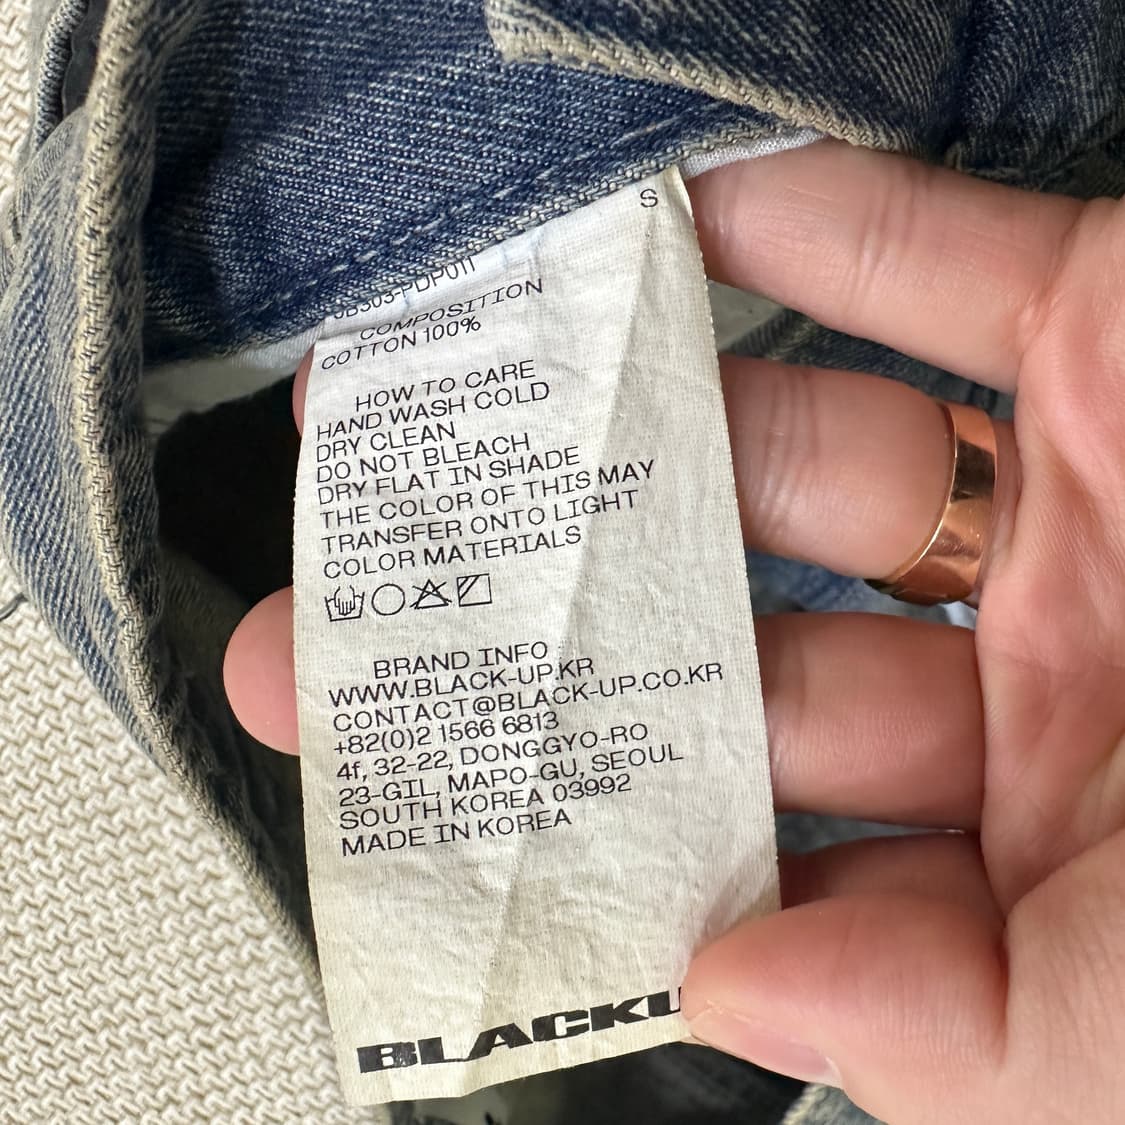 S
COMPOSITION
COTTON 100%
HOW TO CARE
HAND WASH COLD
DRY CLEAN
DO NOT BLEACH
DRY FLAT IN SHADE
THE COLOR OF THIS MAY
TRANSFER ONTO LIGHT
COLOR MATERIALS
BRAND INFO
WWW.BLACK-UP.KR
CONTACT@BLACK-UP.CO.KR
+82(0)2 1566 6813
4f, 32-22, DONGGYO-RO
23-GIL, MAPO-GU, SEOUL
SOUTH KOREA 03992
MADE IN KOREA
BLACKU